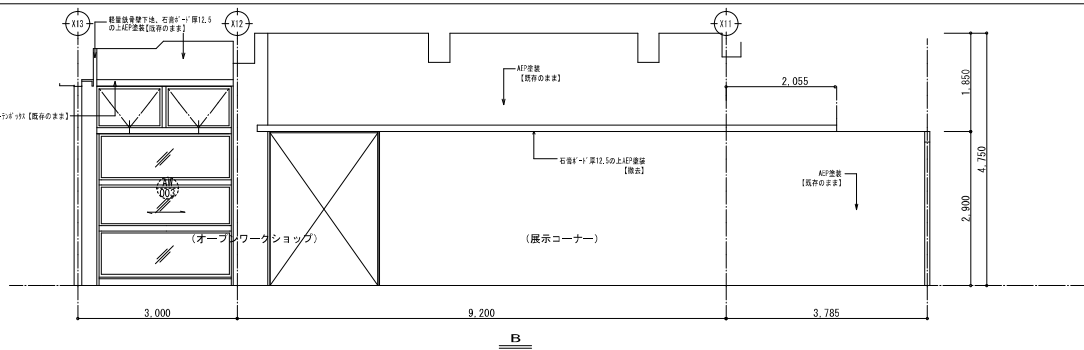 X13
X12
X11
軽量鉄骨壁下地、石膏ボード厚12.5
の上AEP塗装【既存のまま】
AEP塗装
【既存のまま】
2,055
1,850
4,750
2,900
ｰﾃﾝﾎﾞｯｸｽ【既存のまま】
石膏ボード厚12.5の上AEP塗装
【撤去】
AEP塗装
【既存のまま】
AW
003
(オープンワークショップ)
(展示コーナー)
3,000
9,200
3,785
B